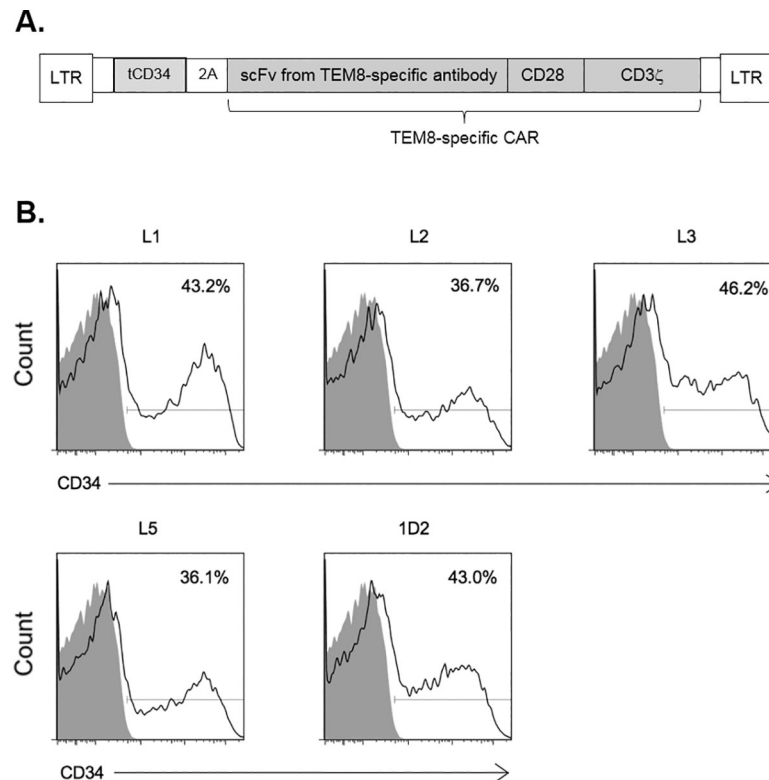 A.
LTR tCD34 2A scFv from TEM8-specific antibody CD28 CD3ζ LTR
TEM8-specific CAR
B.
L1 L2 L3
43.2% 36.7% 46.2%
Count
CD34
L5 1D2
36.1% 43.0%
Count
CD34